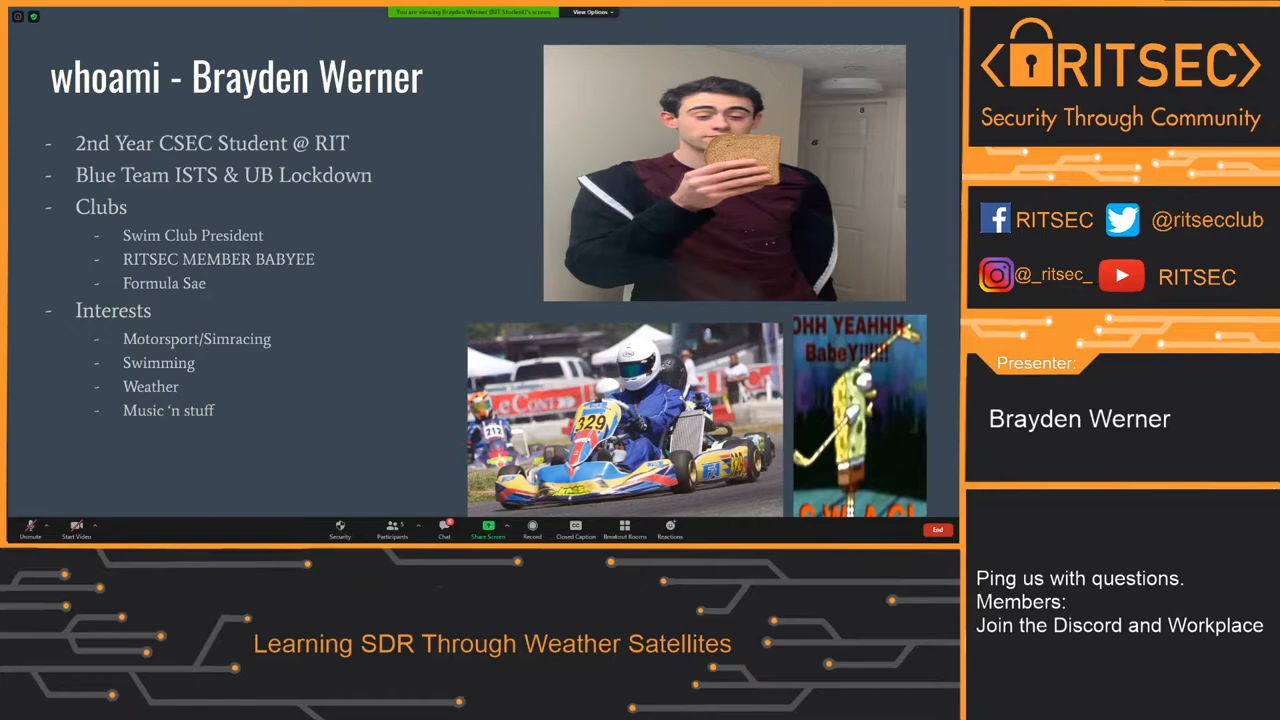 You are viewing Brayden Werner (RIT Student)'s screen
View Options
whoami - Brayden Werner
- 2nd Year CSEC Student @ RIT
- Blue Team ISTS & UB Lockdown
- Clubs
- Swim Club President
- RITSEC MEMBER BABYEE
- Formula Sae
- Interests
- Motorsport/Simracing
- Swimming
- Weather
- Music ‘n stuff
212
329
OHH YEAHHH
BabeY!!!!!
Unmute
Start Video
Security
Participants
5
Chat
Share Screen
Record
CC
Closed Caption
Breakout Rooms
Reactions
End
Learning SDR Through Weather Satellites
<RITSEC>
Security Through Community
RITSEC
@ritsecclub
@_ritsec_
RITSEC
Presenter:
Brayden Werner
Ping us with questions.
Members:
Join the Discord and Workplace